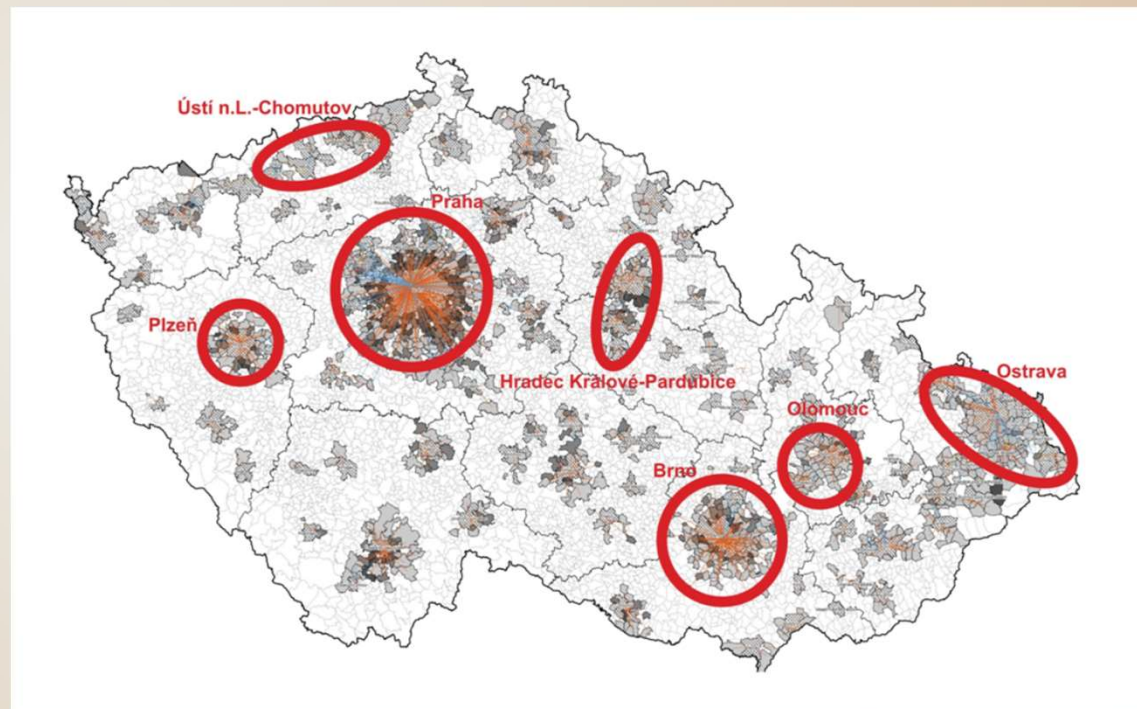 Ústí n.L.-Chomutov
Praha
Plzeň
Hradec Králové-Pardubice
Ostrava
Olomouc
Brno